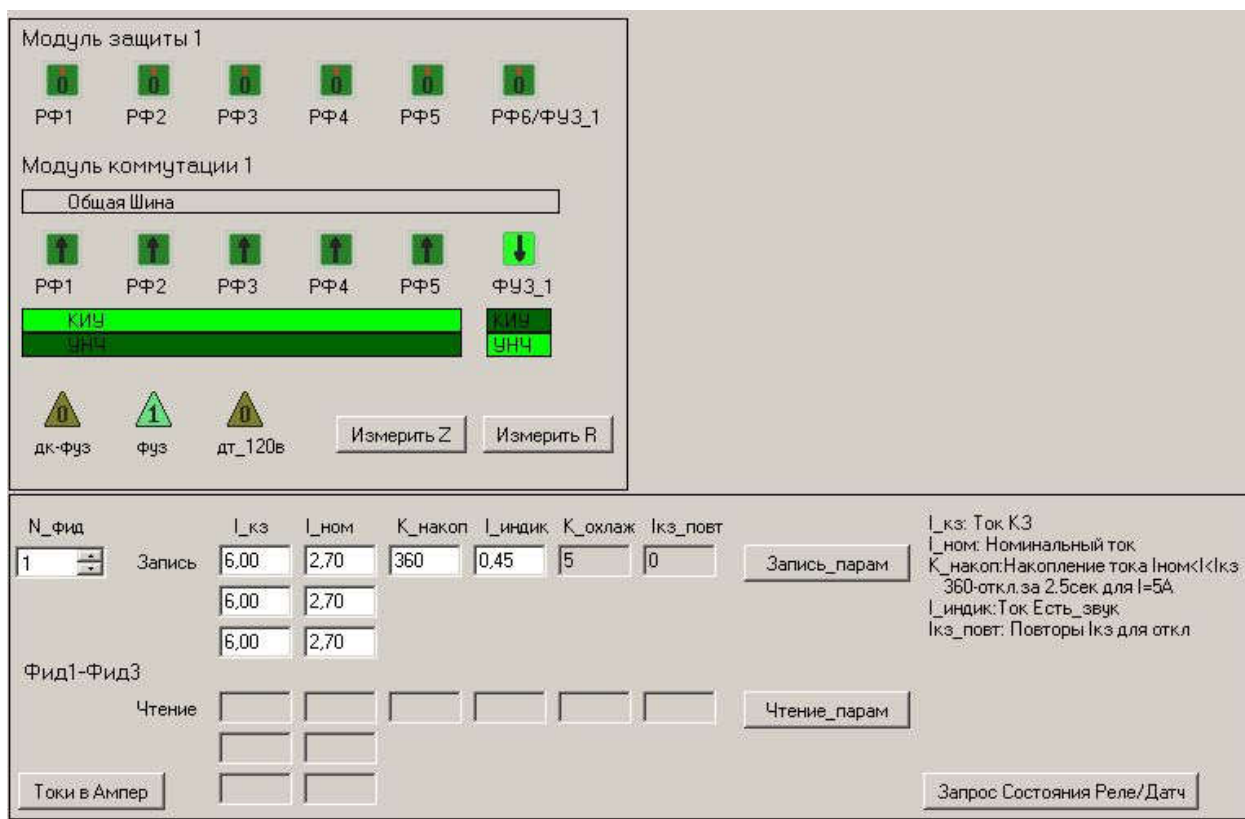 Модуль защиты 1
0 0 0 0 0 0
РФ1 РФ2 РФ3 РФ4 РФ5 РФ6/ФУЗ_1
Модуль коммутации 1
Общая Шина
РФ1 РФ2 РФ3 РФ4 РФ5 ФУЗ_1
КИУ КИУ
УНЧ УНЧ
0 1 0
дк-фуз фуз дт_120в Измерить Z Измерить R
N_фид I_кз I_ном К_накоп I_индик К_охлаж Iкз_повт
1 Запись 6,00 2,70 360 0,45 5 0 Запись_парам
6,00 2,70
6,00 2,70
I_кз: Ток КЗ
I_ном: Номинальный ток
К_накоп:Накопление тока Iном<I<Iкз
360-откл.за 2.5сек для I=5А
I_индик:Ток Есть_звук
Iкз_повт: Повторы Iкз для откл
Фид1-Фид3
Чтение Чтение_парам
Токи в Ампер Запрос Состояния Реле/Датч